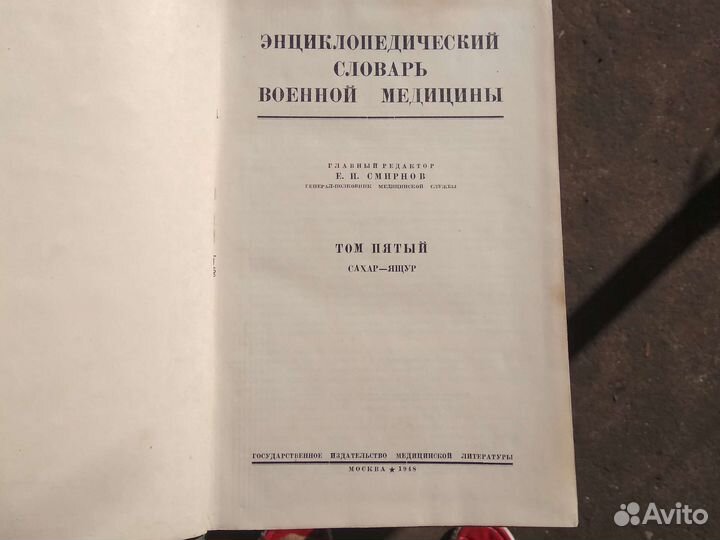 ЭНЦИКЛОПЕДИЧЕСКИЙ
СЛОВАРЬ
ВОЕННОЙ МЕДИЦИНЫ
ГЛАВНЫЙ РЕДАКТОР
Е. И. СМИРНОВ
ГЕНЕРАЛ-ПОЛКОВНИК МЕДИЦИНСКОЙ СЛУЖБЫ
ТОМ ПЯТЫЙ
САХАР—ЯЩУР
ГОСУДАРСТВЕННОЕ ИЗДАТЕЛЬСТВО МЕДИЦИНСКОЙ ЛИТЕРАТУРЫ
МОСКВА ★ 1948
Avito